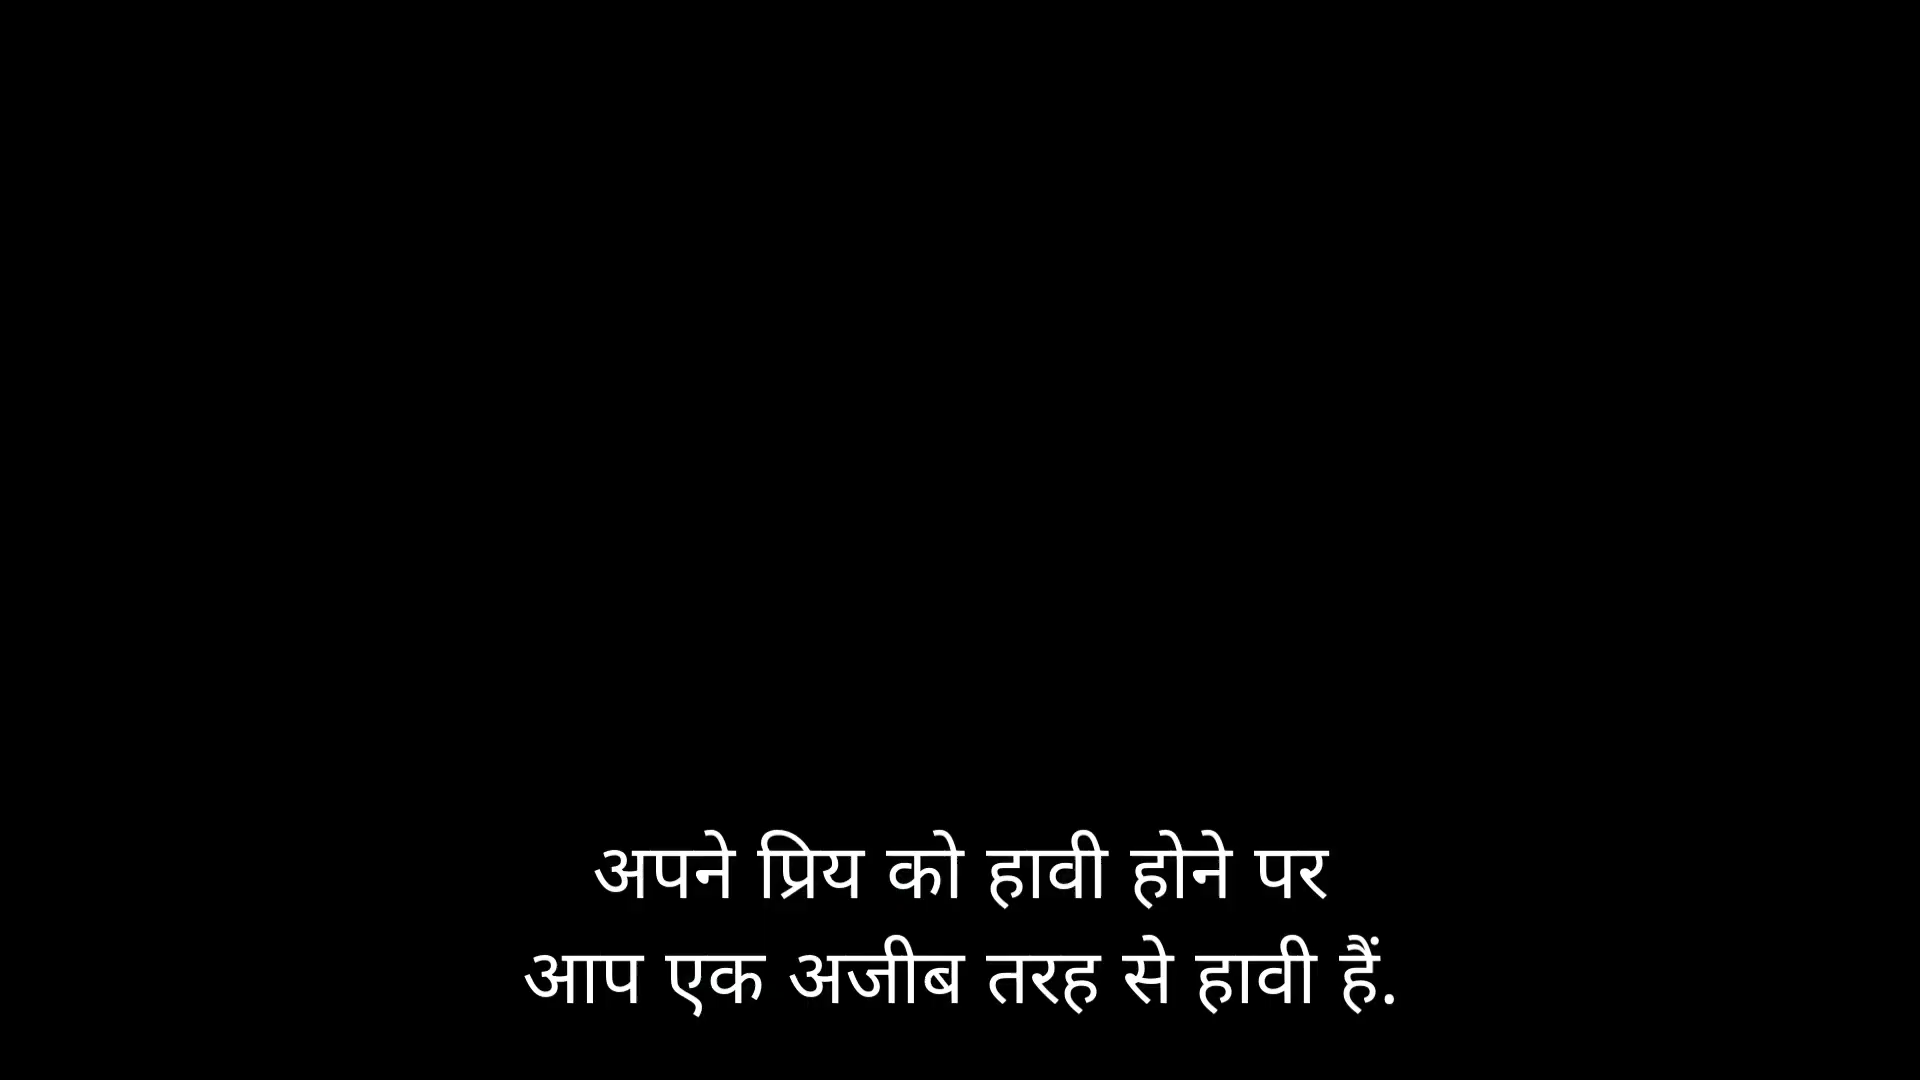 अपने प्रिय को हावी होने पर
आप एक अजीब तरह से हावी हैं.